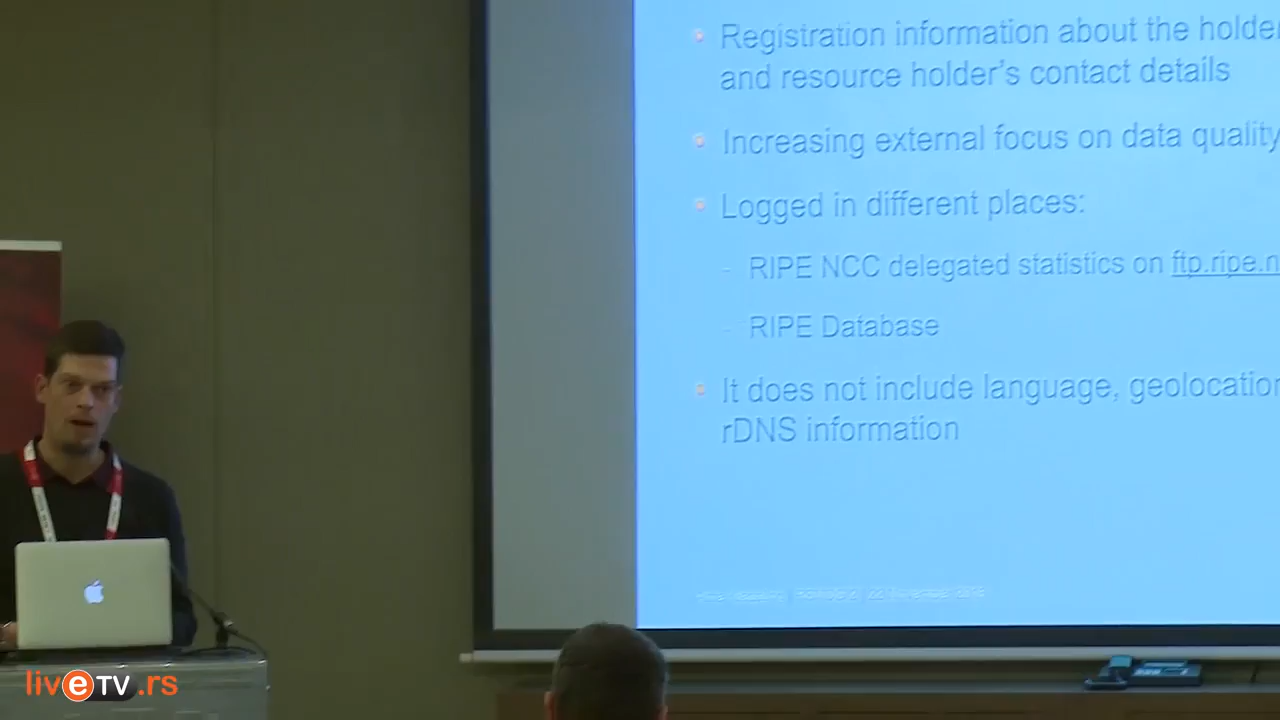 Registration information about the holder
and resource holder's contact details
Increasing external focus on data quality
Logged in different places:
- RIPE NCC delegated statistics on ftp.ripe.n
- RIPE Database
It does not include language, geolocation
rDNS information
liveTV.rs